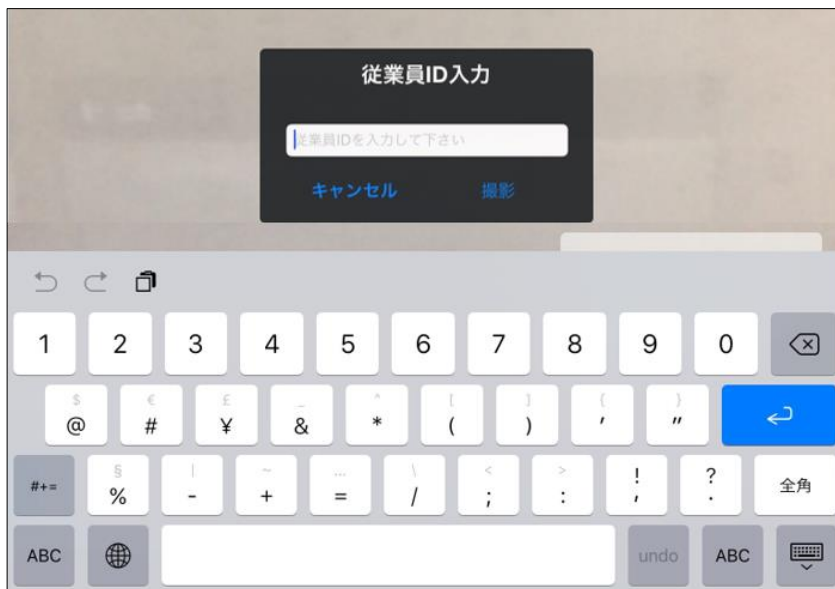 従業員ID入力
従業員IDを入力して下さい
キャンセル 撮影
1 2 3 4 5 6 7 8 9 0
$ € £ _ ^ [ ] { }
@ # ¥ & * ( ) ' "
§ | ~ … \ < > ! ?
#+= % - + = / ; : , . 全角
ABC undo ABC